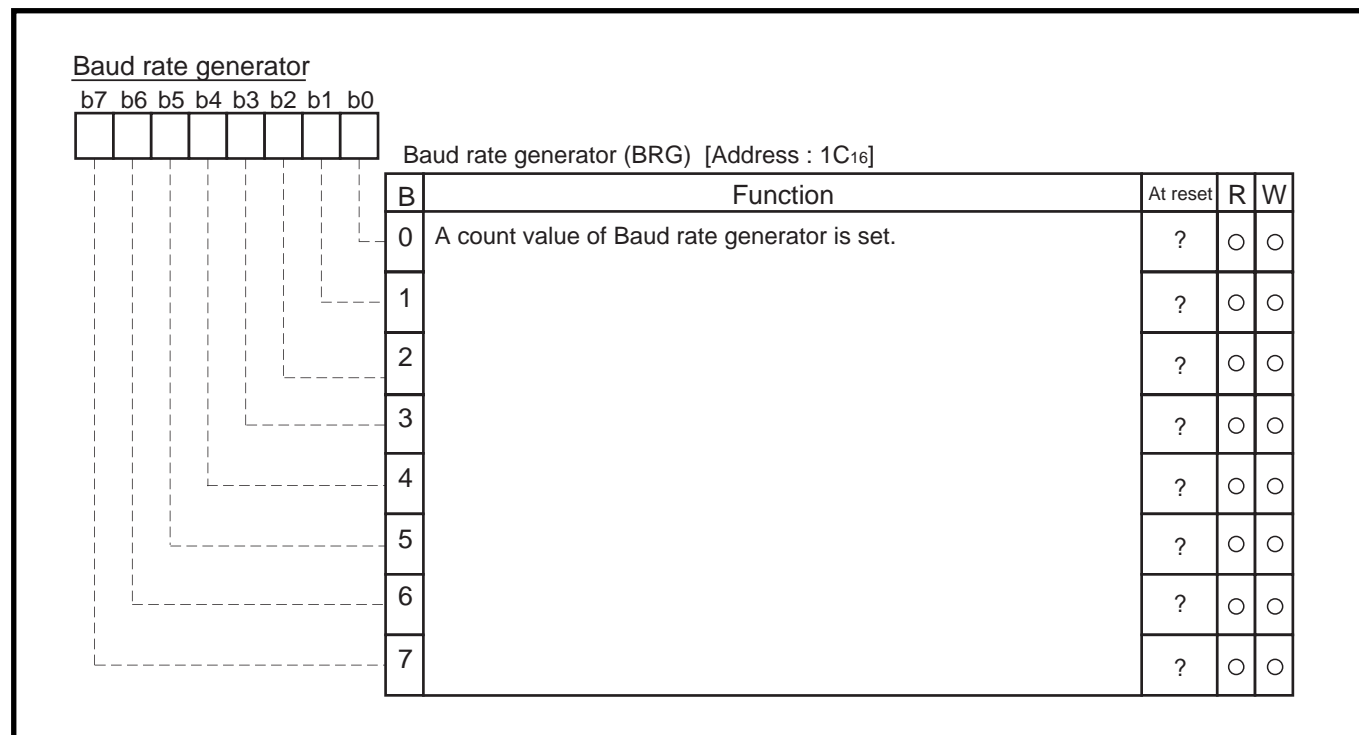 Baud rate generator
b7 b6 b5 b4 b3 b2 b1 b0
Baud rate generator (BRG) [Address : 1C16]
B Function At reset R W
0 A count value of Baud rate generator is set. ? ○ ○
1 ? ○ ○
2 ? ○ ○
3 ? ○ ○
4 ? ○ ○
5 ? ○ ○
6 ? ○ ○
7 ? ○ ○